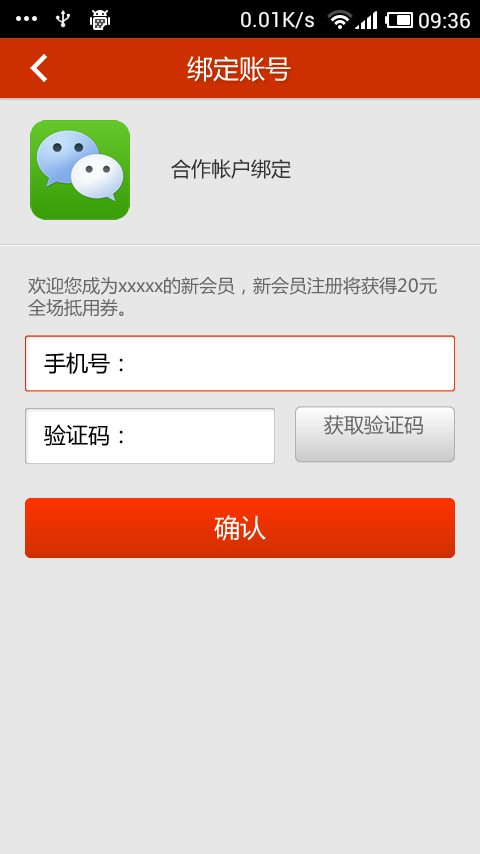 0.01K/s
09:36
绑定账号
合作帐户绑定
欢迎您成为xxxxx的新会员，新会员注册将获得20元
全场抵用券。
手机号：
验证码：
获取验证码
确认